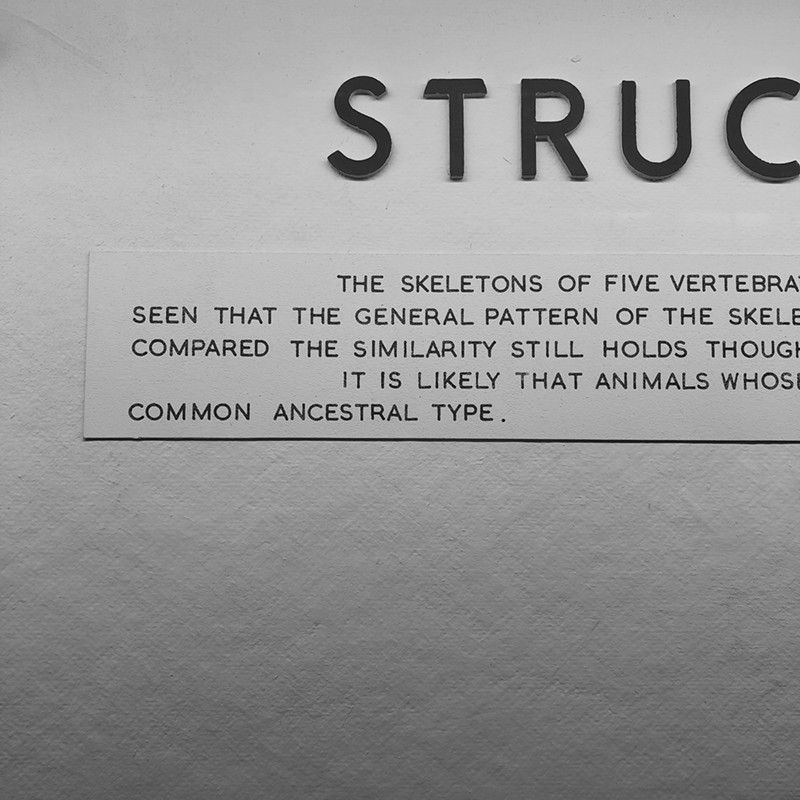 STRUC
THE SKELETONS OF FIVE VERTEBRAT
SEEN THAT THE GENERAL PATTERN OF THE SKELE
COMPARED THE SIMILARITY STILL HOLDS THOUGH
IT IS LIKELY THAT ANIMALS WHOSE
COMMON ANCESTRAL TYPE.